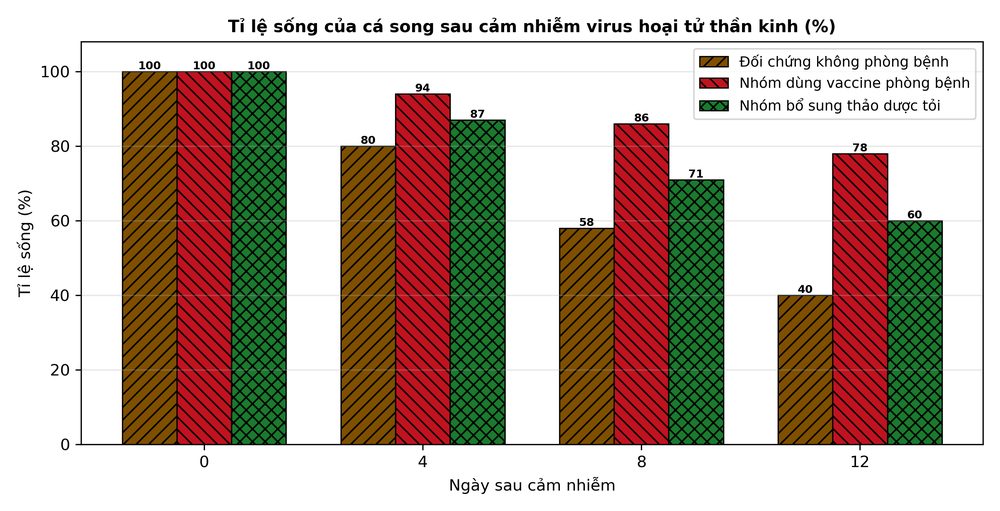 Tỉ lệ sống của cá song sau cảm nhiễm virus hoại tử thần kinh (%)
Đối chứng không phòng bệnh
Nhóm dùng vaccine phòng bệnh
Nhóm bổ sung thảo dược tỏi
Tỉ lệ sống (%)
100
80
60
40
20
0
100 100 100
80 94 87
58 86 71
40 78 60
0 4 8 12
Ngày sau cảm nhiễm